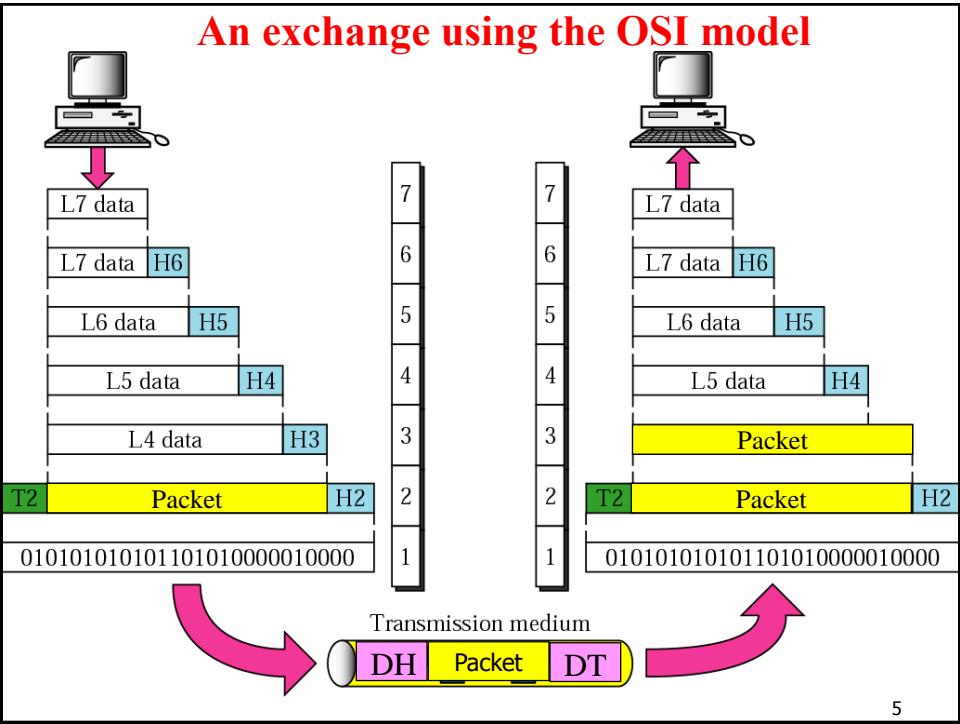 An exchange using the OSI model
L7 data
L7 data H6
L6 data H5
L5 data H4
L4 data H3
T2 Packet H2
010101010101101010000010000
7
6
5
4
3
2
1
7
6
5
4
3
2
1
L7 data
L7 data H6
L6 data H5
L5 data H4
Packet
T2 Packet H2
010101010101101010000010000
Transmission medium
DH Packet DT
5